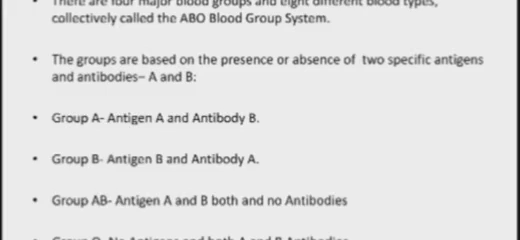 There are four major blood groups and eight different blood types,
collectively called the ABO Blood Group System.
The groups are based on the presence or absence of two specific antigens
and antibodies– A and B:
Group A- Antigen A and Antibody B.
Group B- Antigen B and Antibody A.
Group AB- Antigen A and B both and no Antibodies
Group O- No Antigens and both A and B Antibodies